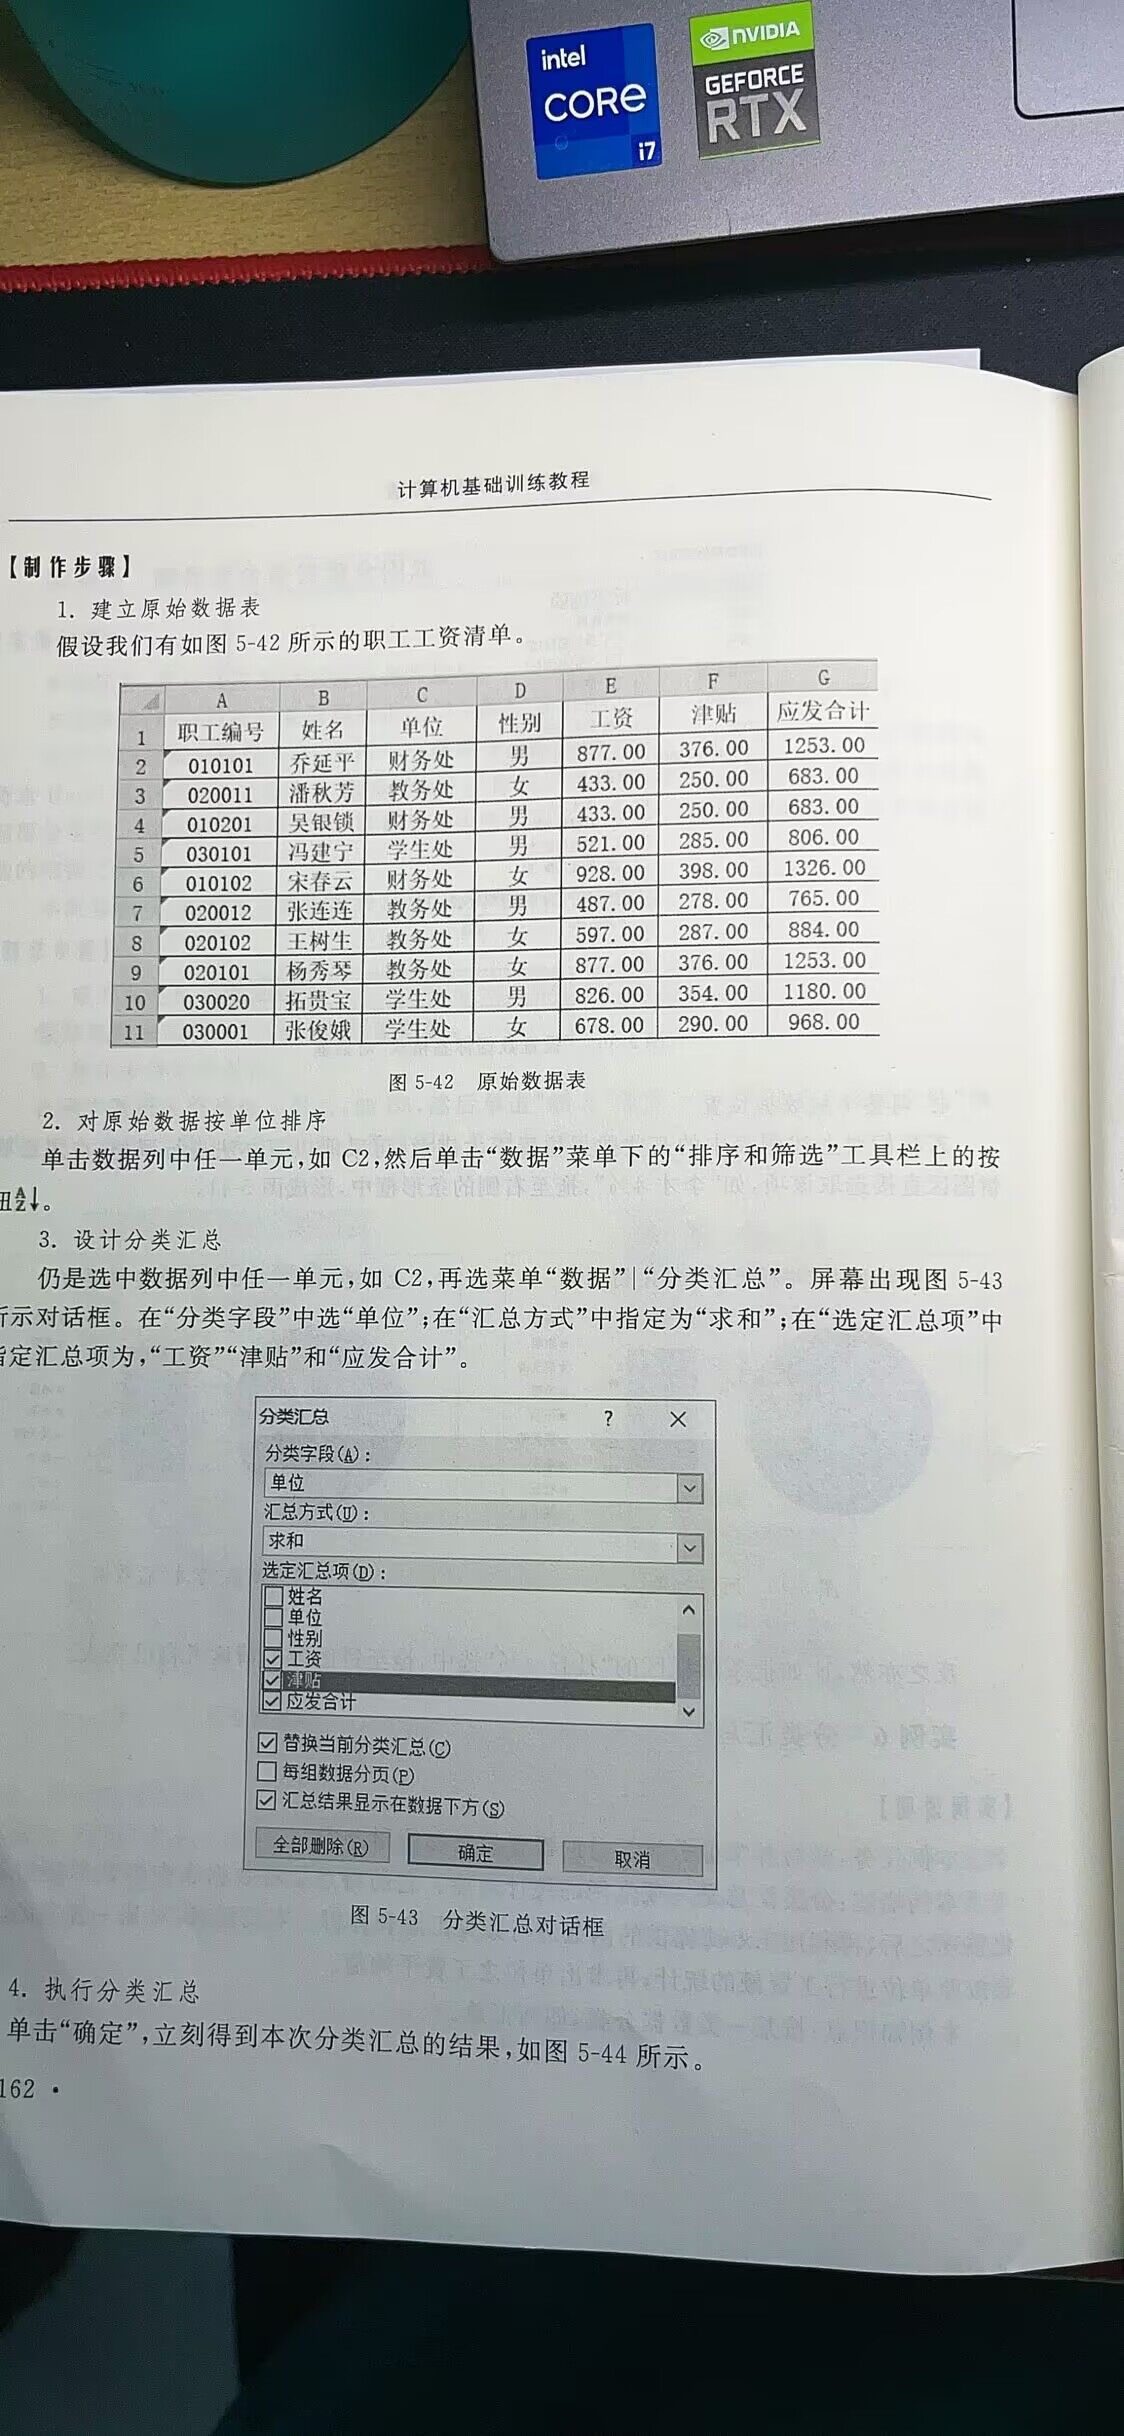 intel
CORe
i7
NVIDIA
GEFORCE
RTX
计算机基础训练教程
【制作步骤】
1. 建立原始数据表
假设我们有如图 5-42 所示的职工工资清单。
A B C D E F G
1 职工编号 姓名 单位 性别 工资 津贴 应发合计
2 010101 乔延平 财务处 男 877.00 376.00 1253.00
3 020011 潘秋芳 教务处 女 433.00 250.00 683.00
4 010201 吴银锁 财务处 男 433.00 250.00 683.00
5 030101 冯建宁 学生处 男 521.00 285.00 806.00
6 010102 宋春云 财务处 女 928.00 398.00 1326.00
7 020012 张连连 教务处 男 487.00 278.00 765.00
8 020102 王树生 教务处 女 597.00 287.00 884.00
9 020101 杨秀琴 教务处 女 877.00 376.00 1253.00
10 030020 拓贵宝 学生处 男 826.00 354.00 1180.00
11 030001 张俊娥 学生处 女 678.00 290.00 968.00
图 5-42 原始数据表
2. 对原始数据按单位排序
单击数据列中任一单元,如 C2,然后单击“数据”菜单下的“排序和筛选”工具栏上的按
钮AZ↓。
3. 设计分类汇总
仍是选中数据列中任一单元,如 C2,再选菜单“数据”|“分类汇总”。屏幕出现图 5-43
所示对话框。在“分类字段”中选“单位”;在“汇总方式”中指定为“求和”;在“选定汇总项”中
指定汇总项为,“工资”“津贴”和“应发合计”。
分类汇总 ? ×
分类字段(A):
单位
汇总方式(U):
求和
选定汇总项(D):
姓名
单位
性别
工资
津贴
应发合计
替换当前分类汇总(C)
每组数据分页(P)
汇总结果显示在数据下方(S)
全部删除(R) 确定 取消
图 5-43 分类汇总对话框
4. 执行分类汇总
单击“确定”,立刻得到本次分类汇总的结果,如图 5-44 所示。
162 ·